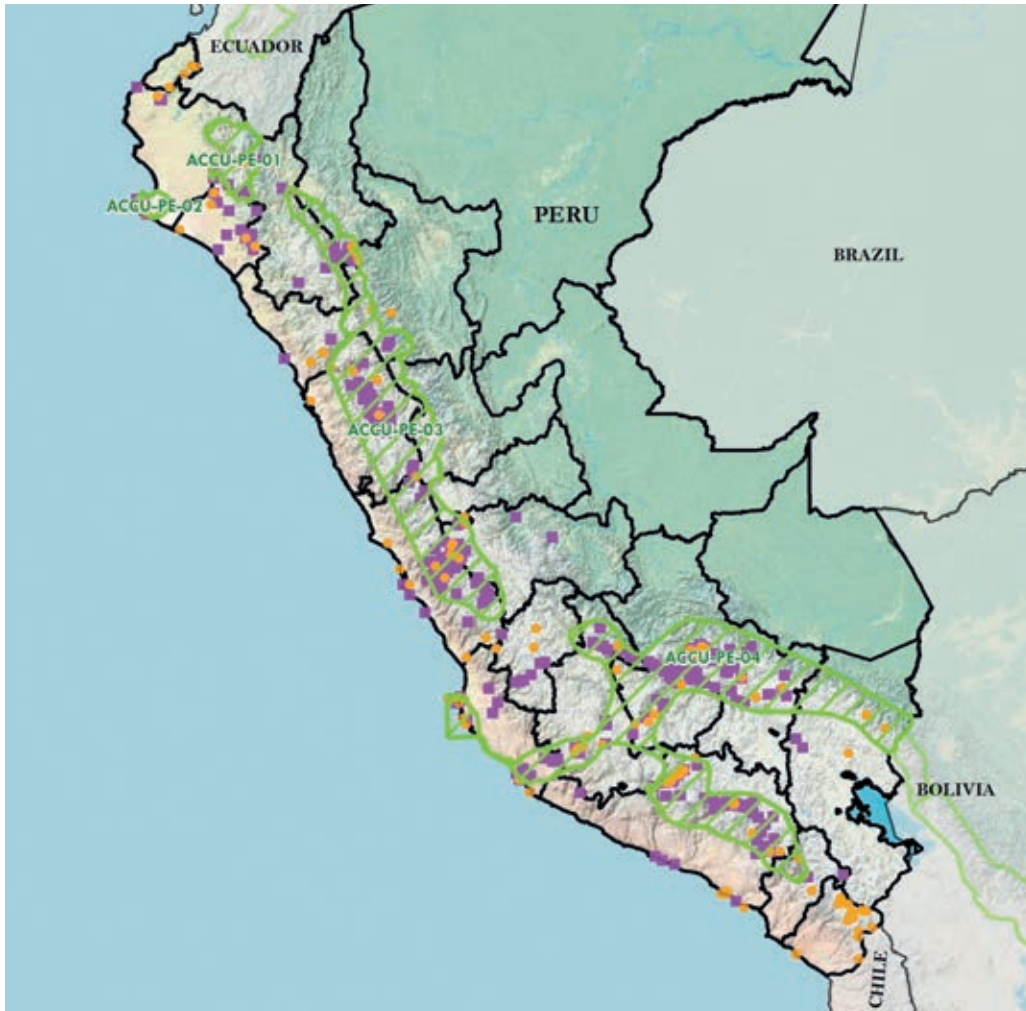 ECUADOR
ACCU-PE-01
ACCU-PE-02
PERU
BRAZIL
ACCU-PE-03
ACCU-PE-04
BOLIVIA
CHILE